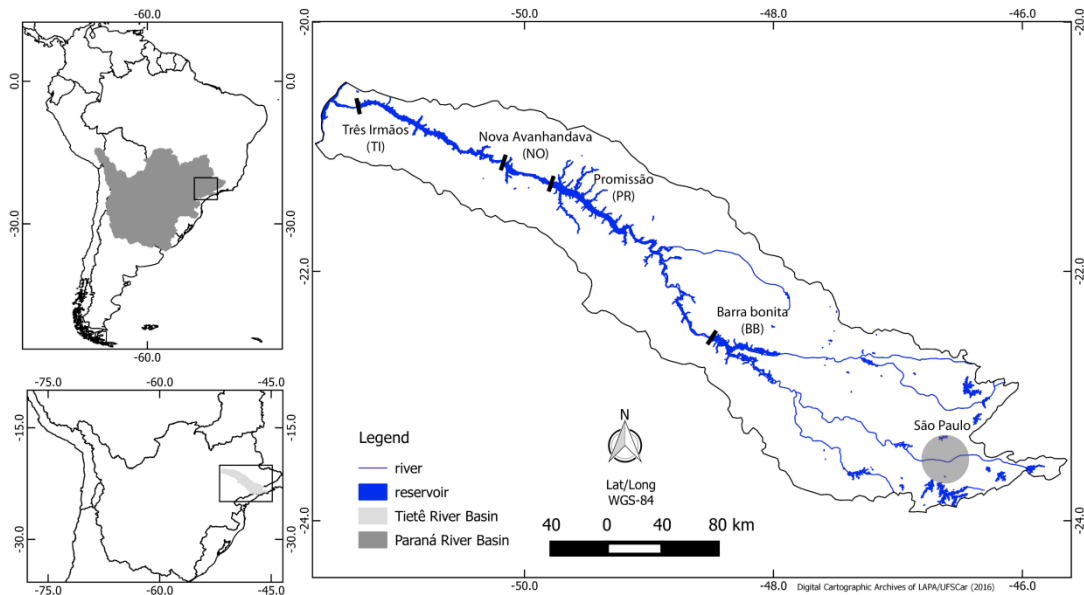 -60.0
0.0
-30.0
-60.0
-75.0
-60.0
-45.0
-15.0
-30.0
-75.0
-60.0
-45.0
-50.0
-48.0
-46.0
-20.0
-20.0
Três Irmãos
(TI)
Nova Avanhandava
(NO)
Promissão
(PR)
-22.0
-22.0
Barra bonita
(BB)
São Paulo
Legend
river
reservoir
Tietê River Basin
Paraná River Basin
N
Lat/Long
WGS-84
40 0 40 80 km
-24.0
-24.0
Digital Cartographic Archives of LAPA/UFSCar (2016)
-50.0
-48.0
-46.0